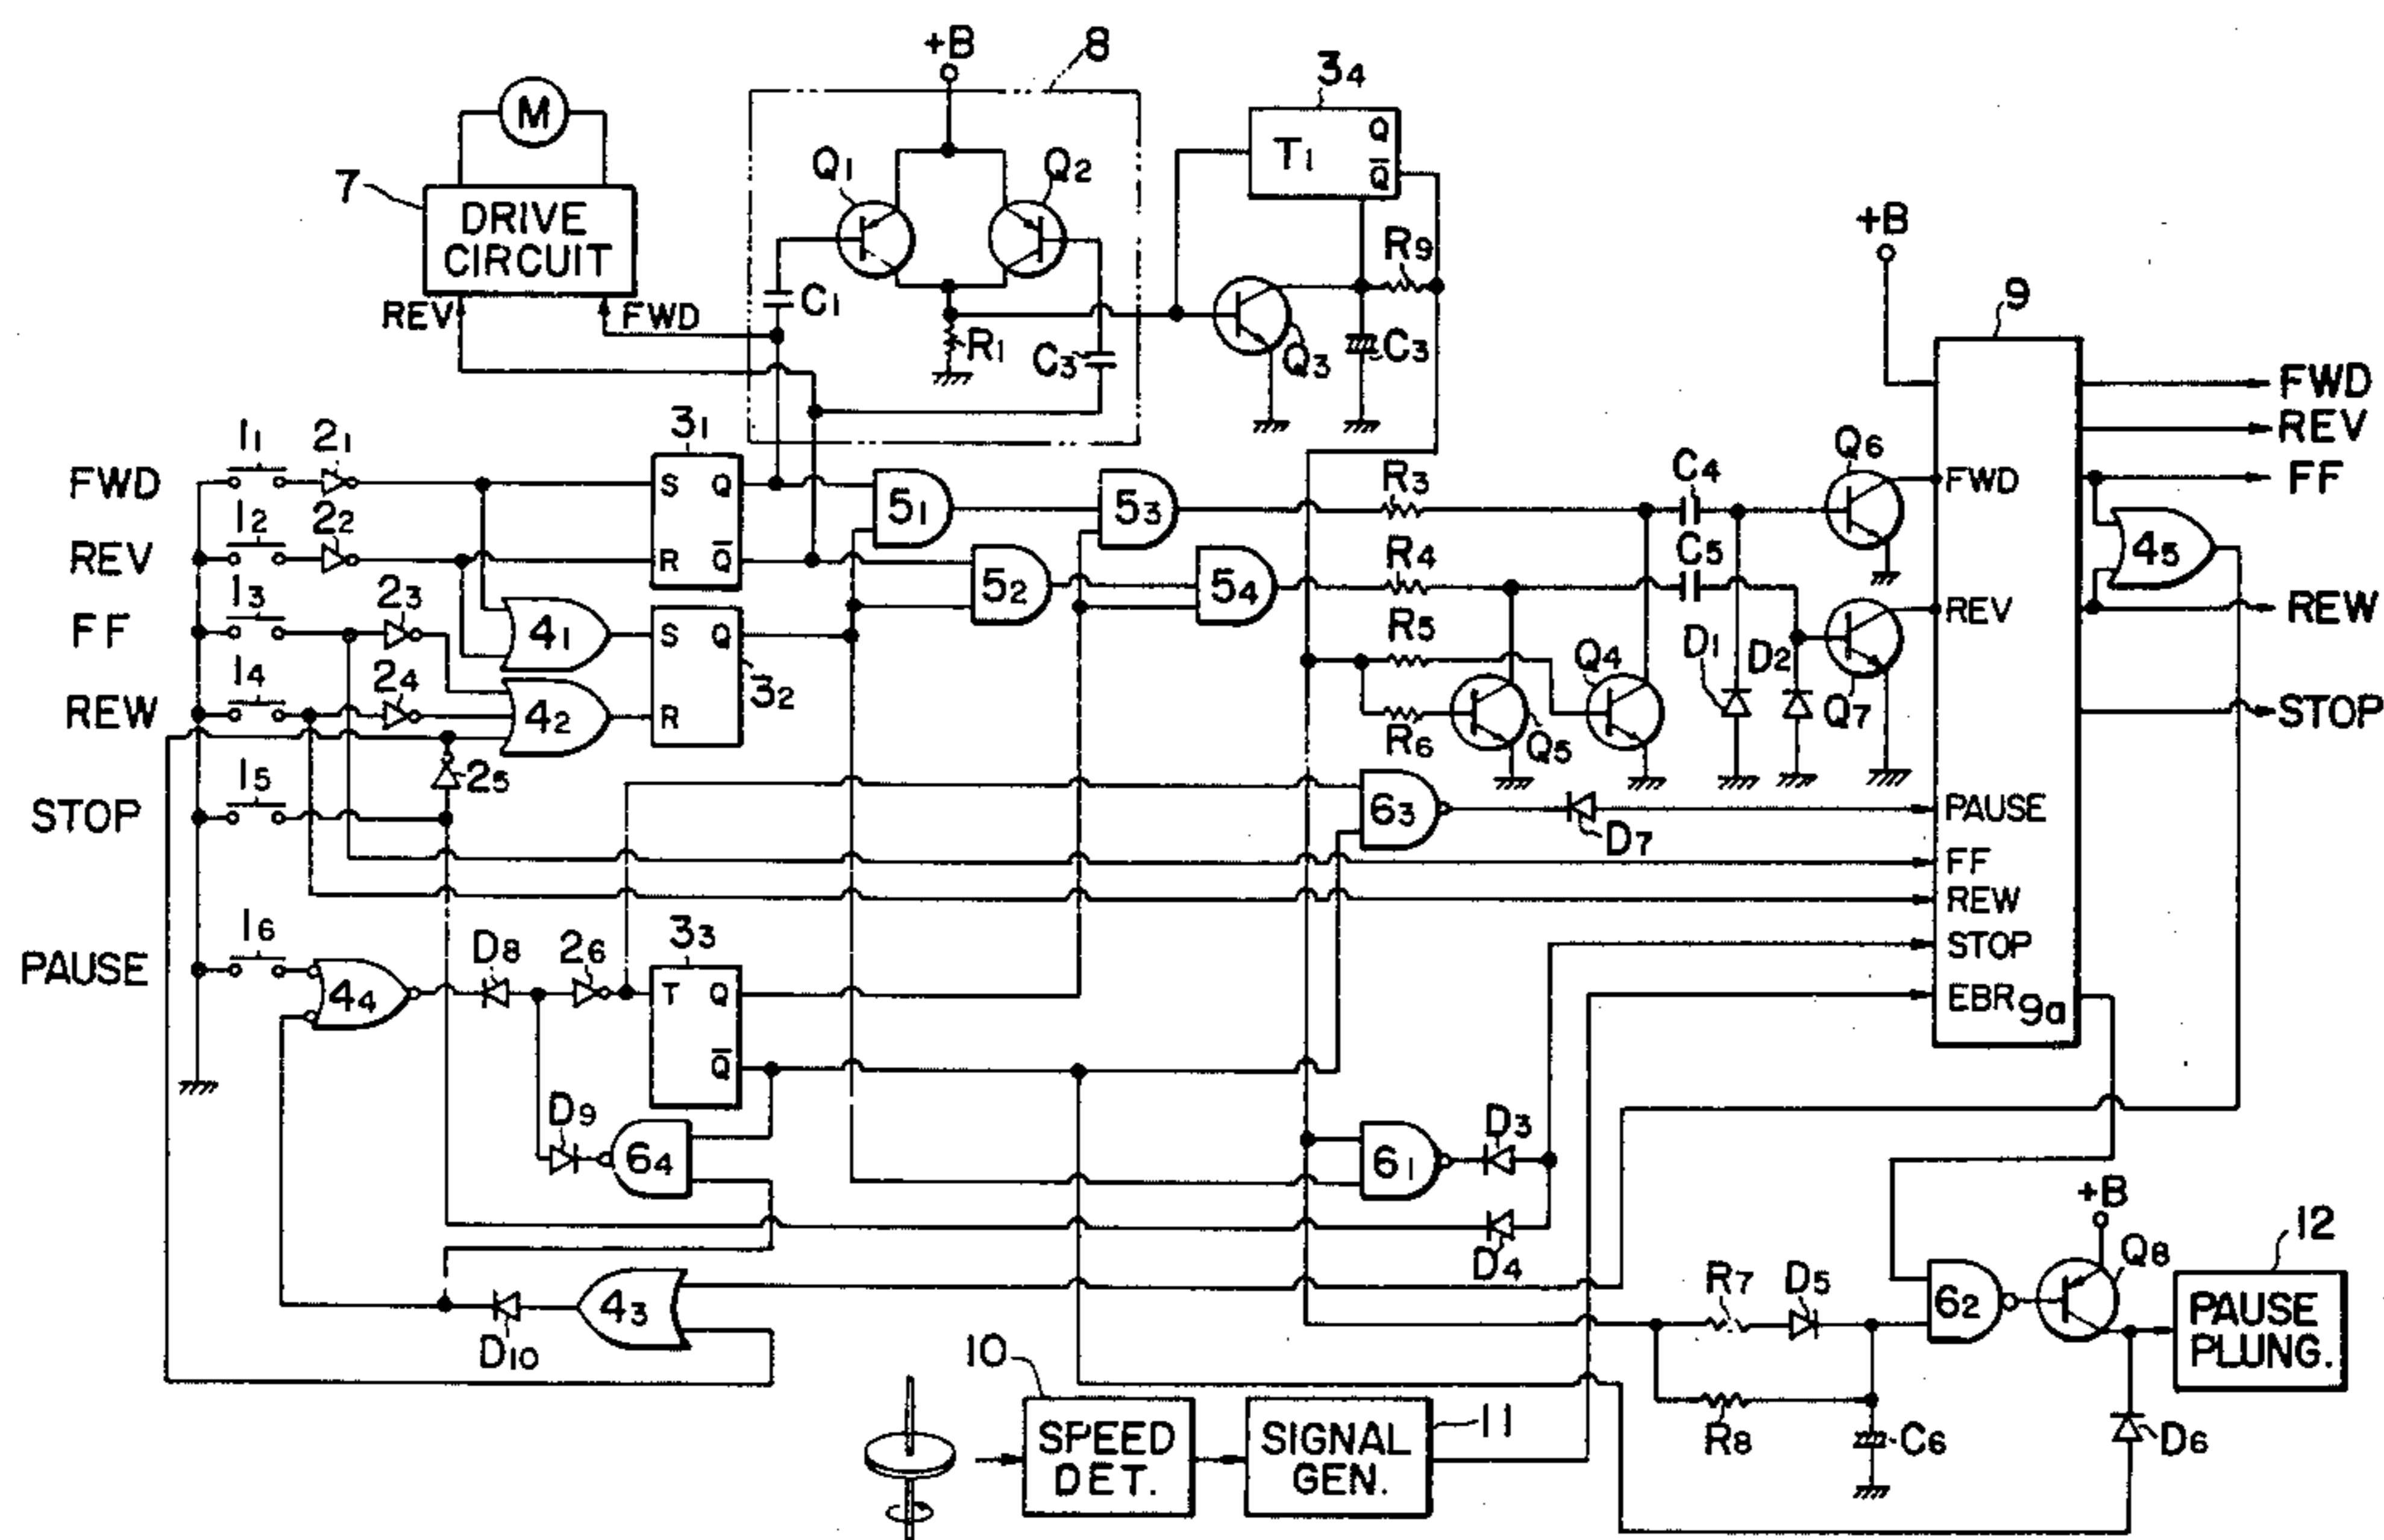 +B
8
34
M
Q1
Q2
T1
Q
Q̄
7
DRIVE
CIRCUIT
+B
R9
9
REV
FWD
C1
R1
C3
Q3
C3
FWD
REV
FF
REW
STOP
FWD
11
21
31
S
Q
R
Q̄
51
53
R3
C4
Q6
FWD
REV
12
22
52
54
R4
C5
45
FF
13
23
41
S
Q
R
32
R5
Q4
D1
D2
REV
Q7
REW
14
24
42
R6
Q5
STOP
15
25
63
D7
PAUSE
FF
REW
STOP
EBR
9a
PAUSE
16
44
D8
26
33
T
Q
Q̄
D9
64
61
D3
D4
+B
Q8
12
43
D10
R7
D5
62
PAUSE
PLUNG.
10
SPEED
DET.
SIGNAL
GEN.
11
R8
C6
D6